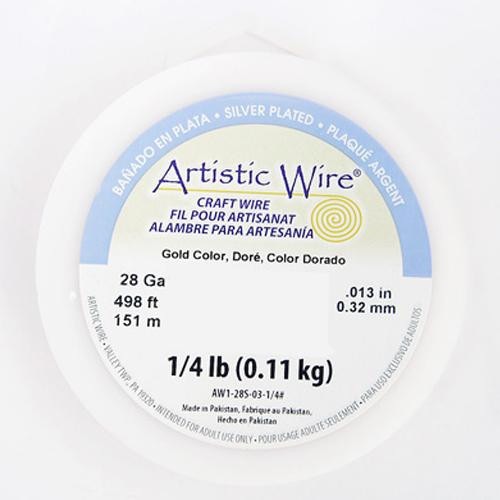 BAÑADO EN PLATA • SILVER PLATED • PLAQUÉ ARGENT
Artistic Wire®
CRAFT WIRE
FIL POUR ARTISANAT
ALAMBRE PARA ARTESANÍA
Gold Color, Doré, Color Dorado
28 Ga
498 ft
151 m
.013 in
0.32 mm
1/4 lb (0.11 kg)
AW1-28S-03-1/4#
Made in Pakistan, Fabriqué au Pakistan,
Hecho en Pakistan
ARTISTIC WIRE • VALLEY TWP., PA 19320 • INTENDED FOR ADULT USE ONLY • POUR USAGE ADULTE SEULEMENT • PARA USO EXCLUSIVO DE ADULTOS